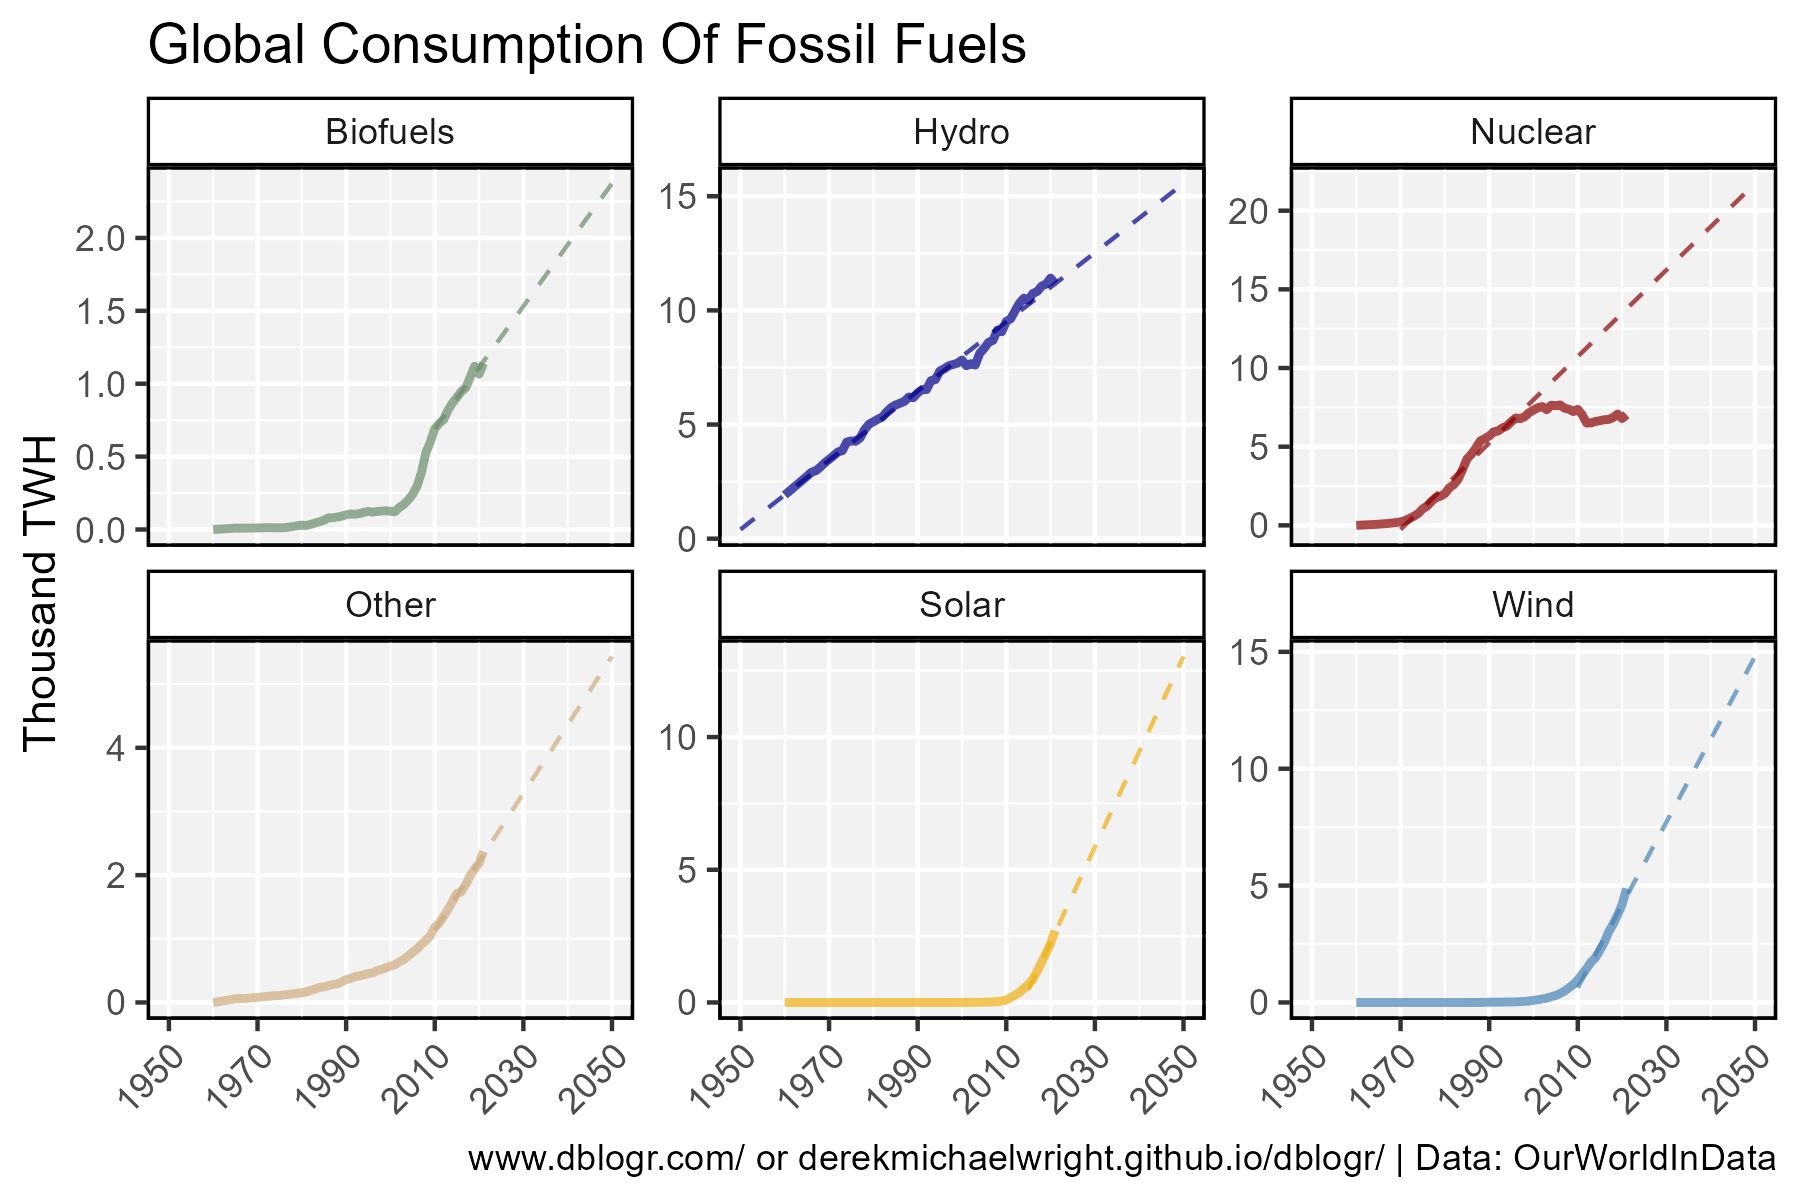 Global Consumption Of Fossil Fuels
Biofuels
Hydro
Nuclear
2.0
1.5
1.0
0.5
0.0
15
10
5
0
20
15
10
5
0
Thousand TWH
Other
Solar
Wind
4
2
0
10
5
0
15
10
5
0
1950 1970 1990 2010 2030 2050
1950 1970 1990 2010 2030 2050
1950 1970 1990 2010 2030 2050
www.dblogr.com/ or derekmichaelwright.github.io/dblogr/ | Data: OurWorldInData